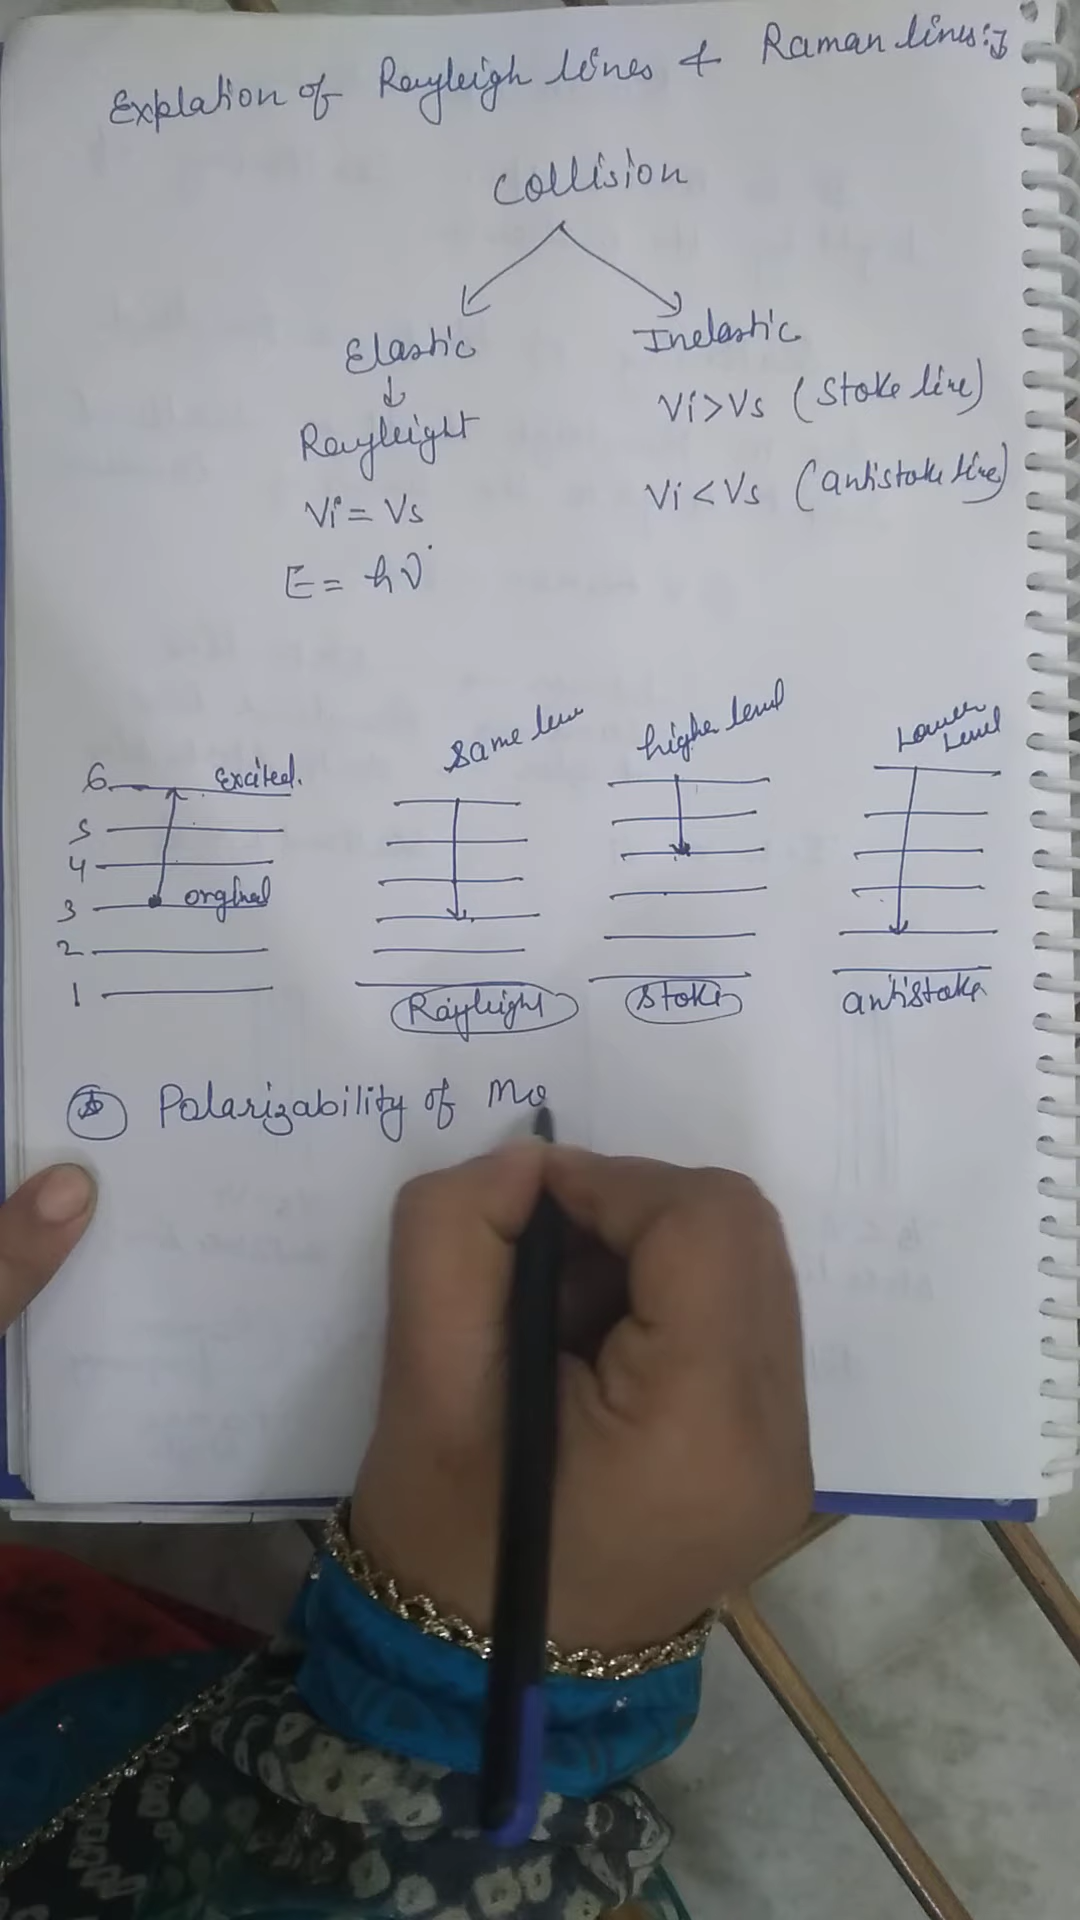 Explation of Rayleigh lines & Raman lines:→
Collision
Elastic
Inelastic
Rayleight
Vi>Vs (Stoke line)
Vi = Vs
Vi < Vs (antistoke line)
E = hν
Same leve
higher level
Lower Level
6 Excited.
5
4
3 orginal
2
1
Rayleight
Stoke
antistoke
Polarizability of Mo